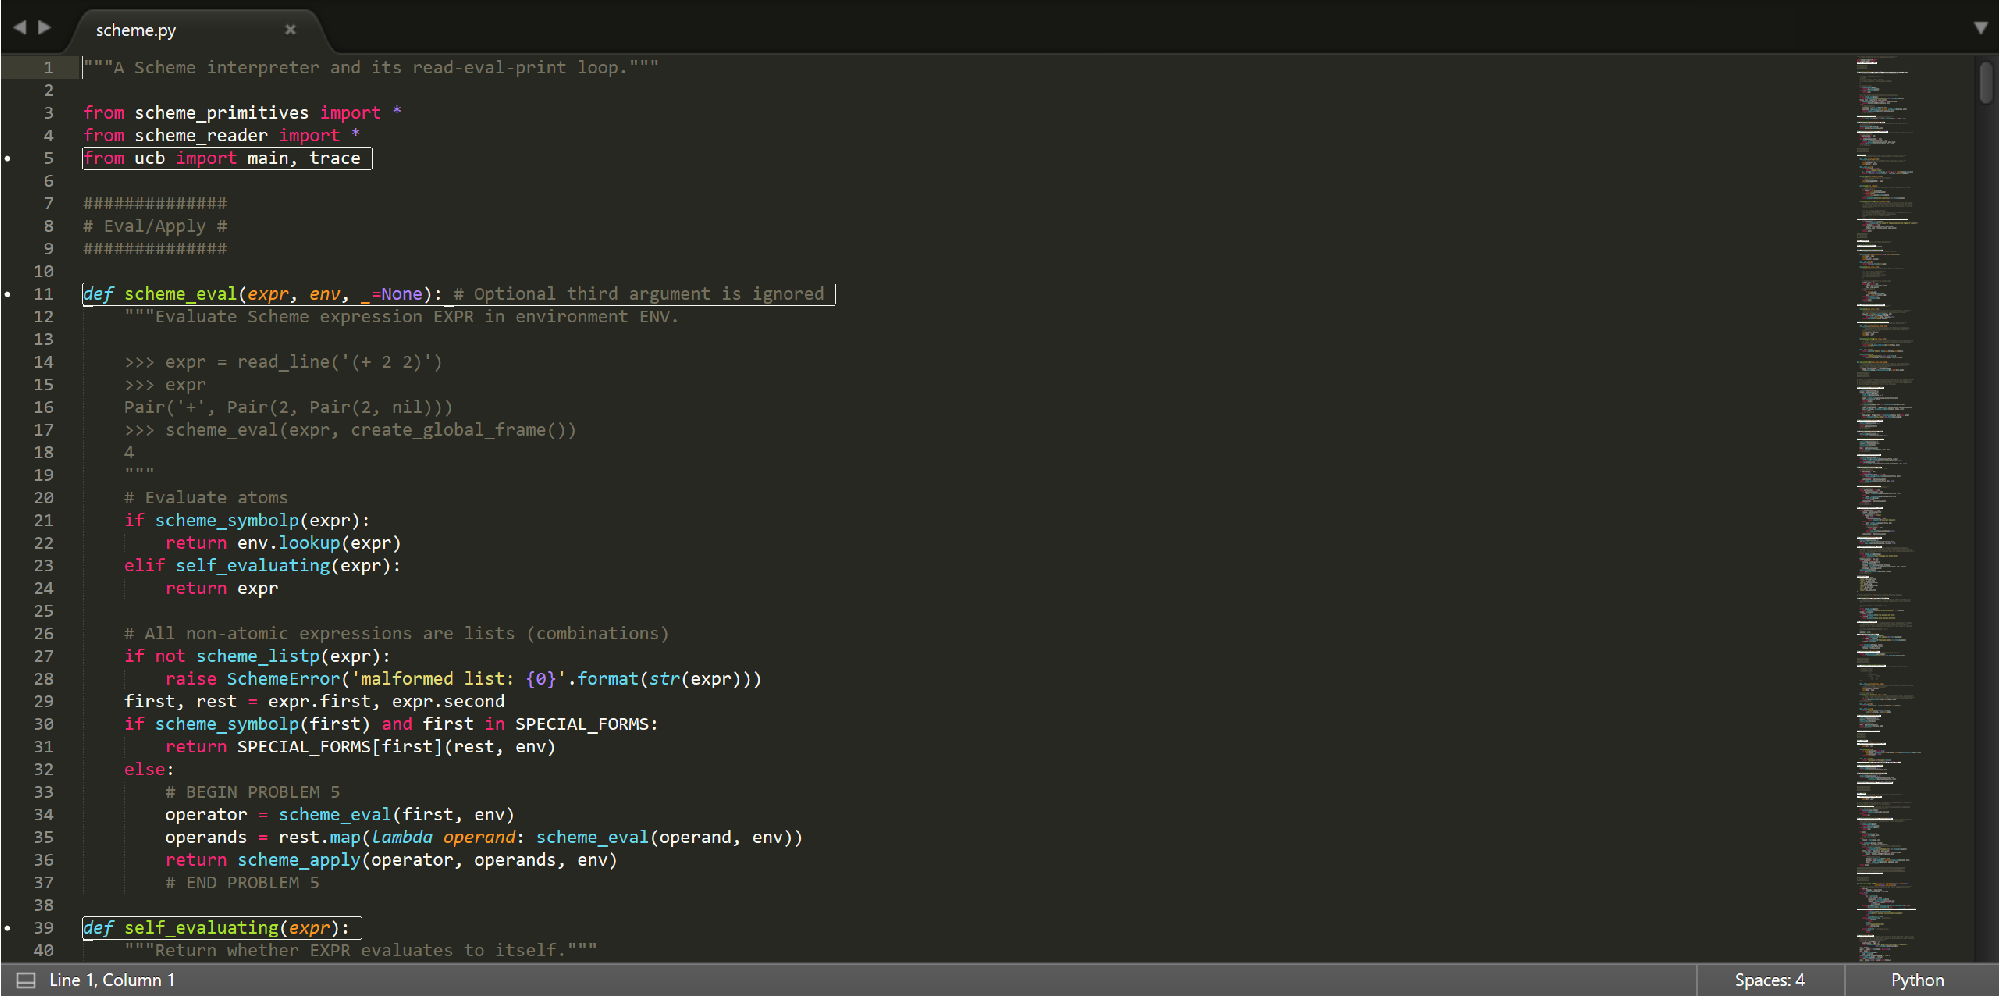 scheme.py
1 """A Scheme interpreter and its read-eval-print loop."""
2
3 from scheme_primitives import *
4 from scheme_reader import *
5 from ucb import main, trace
6
7 ##############
8 # Eval/Apply #
9 ##############
10
11 def scheme_eval(expr, env, _=None): # Optional third argument is ignored
12     """Evaluate Scheme expression EXPR in environment ENV.
13
14     >>> expr = read_line('(+ 2 2)')
15     >>> expr
16     Pair('+', Pair(2, Pair(2, nil)))
17     >>> scheme_eval(expr, create_global_frame())
18     4
19     """
20     # Evaluate atoms
21     if scheme_symbolp(expr):
22         return env.lookup(expr)
23     elif self_evaluating(expr):
24         return expr
25
26     # All non-atomic expressions are lists (combinations)
27     if not scheme_listp(expr):
28         raise SchemeError('malformed list: {0}'.format(str(expr)))
29     first, rest = expr.first, expr.second
30     if scheme_symbolp(first) and first in SPECIAL_FORMS:
31         return SPECIAL_FORMS[first](rest, env)
32     else:
33         # BEGIN PROBLEM 5
34         operator = scheme_eval(first, env)
35         operands = rest.map(lambda operand: scheme_eval(operand, env))
36         return scheme_apply(operator, operands, env)
37         # END PROBLEM 5
38
39 def self_evaluating(expr):
40     """Return whether EXPR evaluates to itself."""
Line 1, Column 1
Spaces: 4
Python